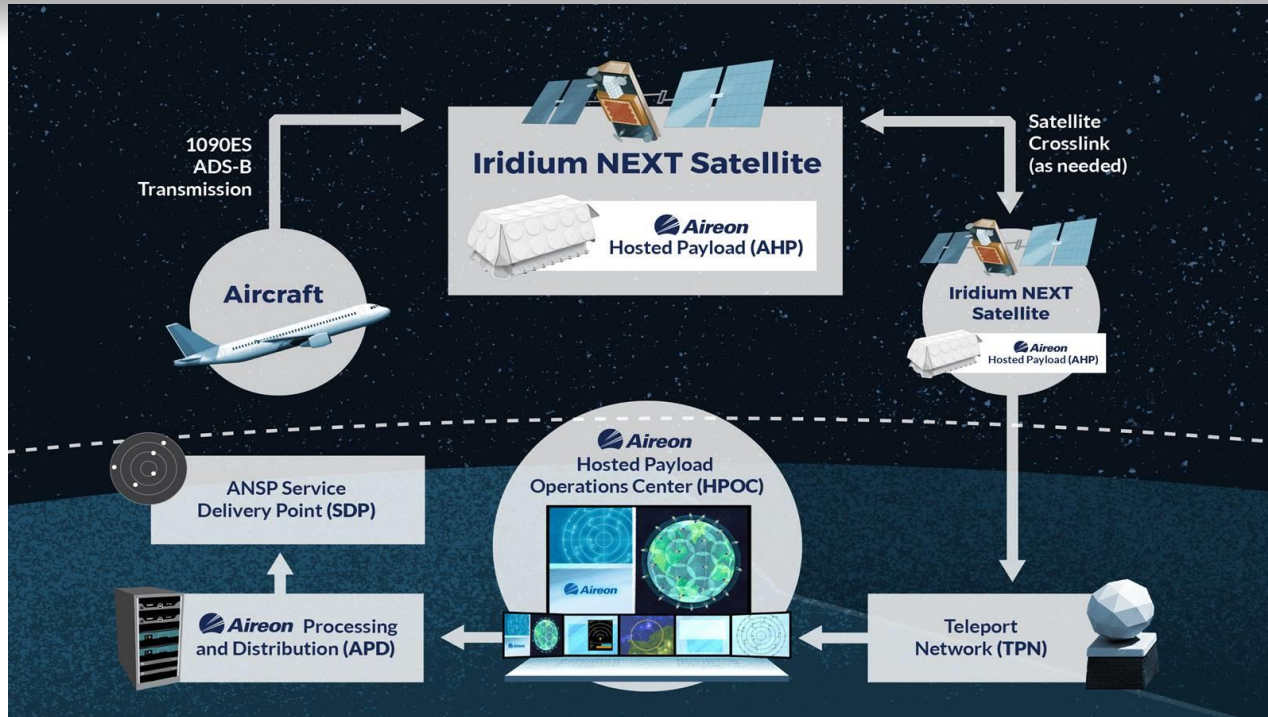 1090ES
ADS-B
Transmission
Iridium NEXT Satellite
Aireon
Hosted Payload (AHP)
Satellite
Crosslink
(as needed)
Aircraft
Iridium NEXT
Satellite
Aireon
Hosted Payload (AHP)
Aireon
Hosted Payload
Operations Center (HPOC)
Aireon
ANSP Service
Delivery Point (SDP)
Aireon Processing
and Distribution (APD)
Teleport
Network (TPN)